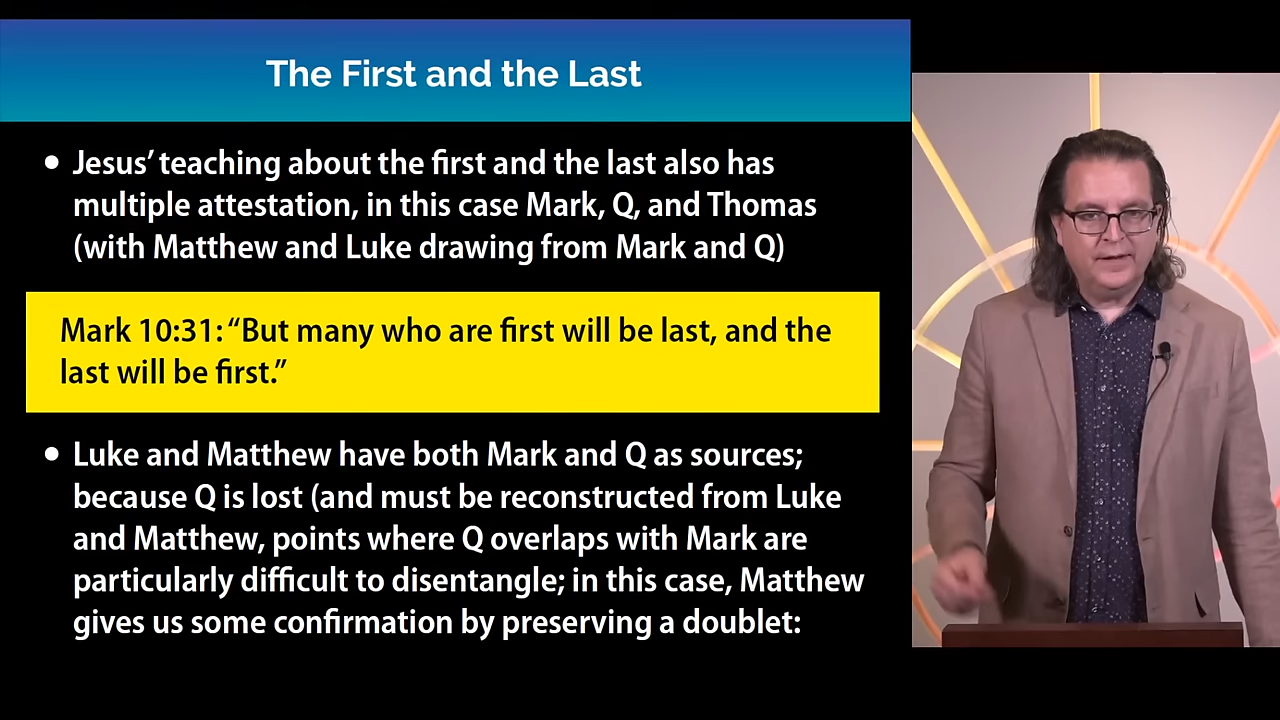 The First and the Last
• Jesus’ teaching about the first and the last also has
multiple attestation, in this case Mark, Q, and Thomas
(with Matthew and Luke drawing from Mark and Q)
Mark 10:31: “But many who are first will be last, and the
last will be first.”
• Luke and Matthew have both Mark and Q as sources;
because Q is lost (and must be reconstructed from Luke
and Matthew, points where Q overlaps with Mark are
particularly difficult to disentangle; in this case, Matthew
gives us some confirmation by preserving a doublet: